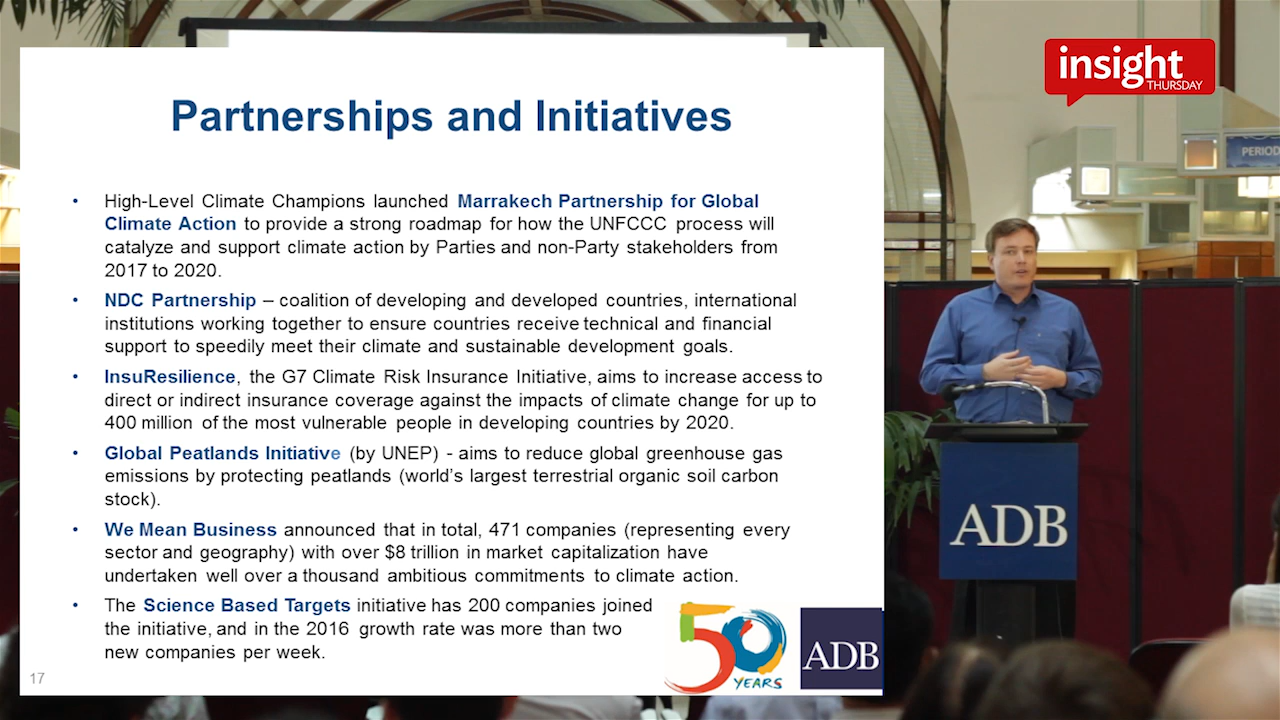 Partnerships and Initiatives
• High-Level Climate Champions launched Marrakech Partnership for Global
Climate Action to provide a strong roadmap for how the UNFCCC process will
catalyze and support climate action by Parties and non-Party stakeholders from
2017 to 2020.
• NDC Partnership – coalition of developing and developed countries, international
institutions working together to ensure countries receive technical and financial
support to speedily meet their climate and sustainable development goals.
• InsuResilience, the G7 Climate Risk Insurance Initiative, aims to increase access to
direct or indirect insurance coverage against the impacts of climate change for up to
400 million of the most vulnerable people in developing countries by 2020.
• Global Peatlands Initiative (by UNEP) - aims to reduce global greenhouse gas
emissions by protecting peatlands (world's largest terrestrial organic soil carbon
stock).
• We Mean Business announced that in total, 471 companies (representing every
sector and geography) with over $8 trillion in market capitalization have
undertaken well over a thousand ambitious commitments to climate action.
• The Science Based Targets initiative has 200 companies joined
the initiative, and in the 2016 growth rate was more than two
new companies per week.
17
50
YEARS
ADB
insight
THURSDAY
PERIOD
ADB